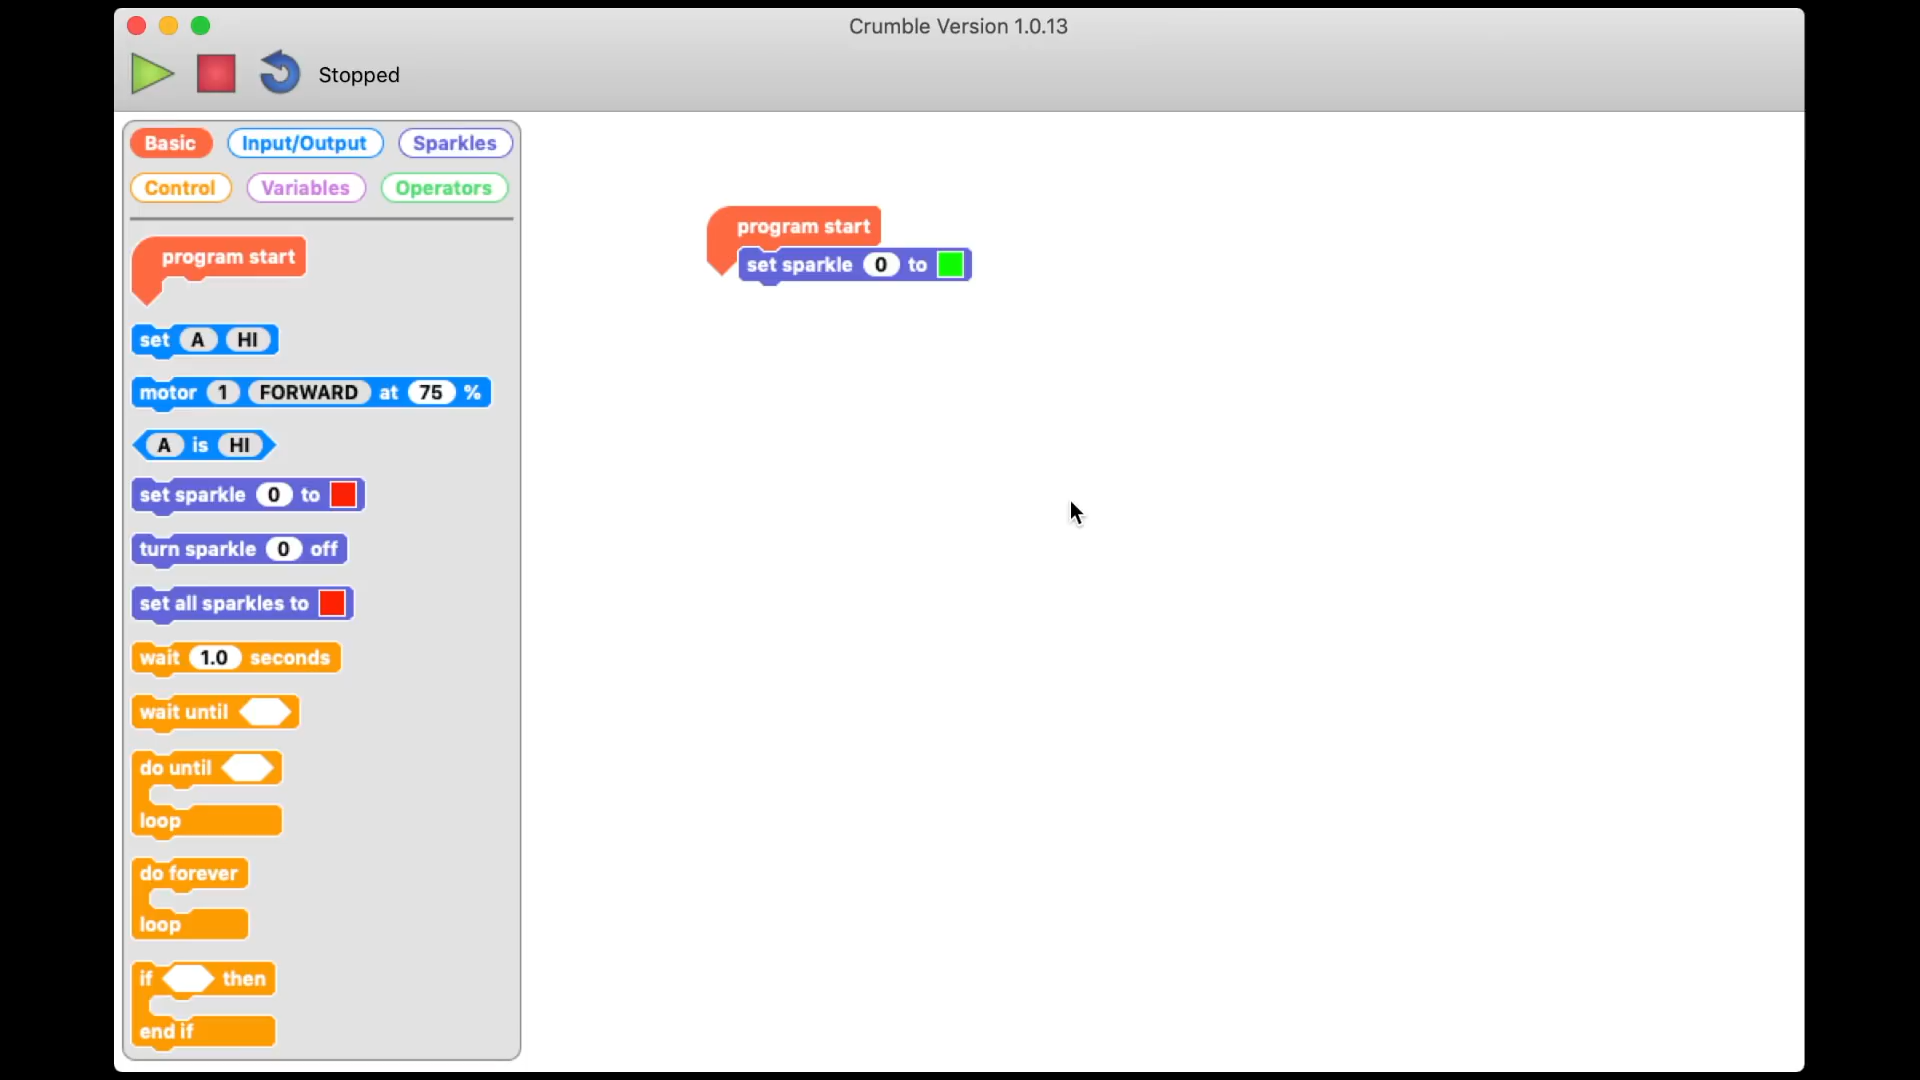 Crumble Version 1.0.13
Stopped
Basic Input/Output Sparkles
Control Variables Operators
program start
set A HI
motor 1 FORWARD at 75 %
A is HI
set sparkle 0 to
turn sparkle 0 off
set all sparkles to
wait 1.0 seconds
wait until
do until
loop
do forever
loop
if then
end if
program start
set sparkle 0 to